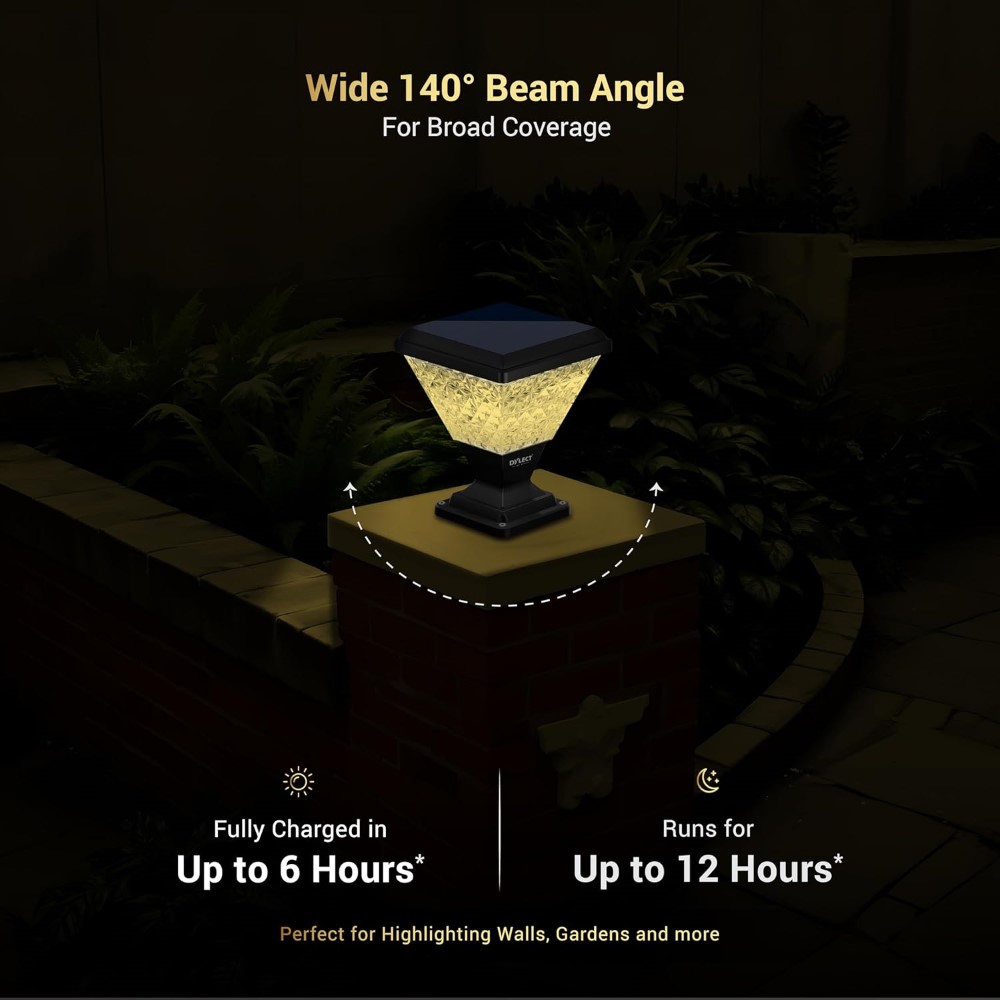 Wide 140° Beam Angle
For Broad Coverage
DYLECT
Fully Charged in
Up to 6 Hours*
Runs for
Up to 12 Hours*
Perfect for Highlighting Walls, Gardens and more